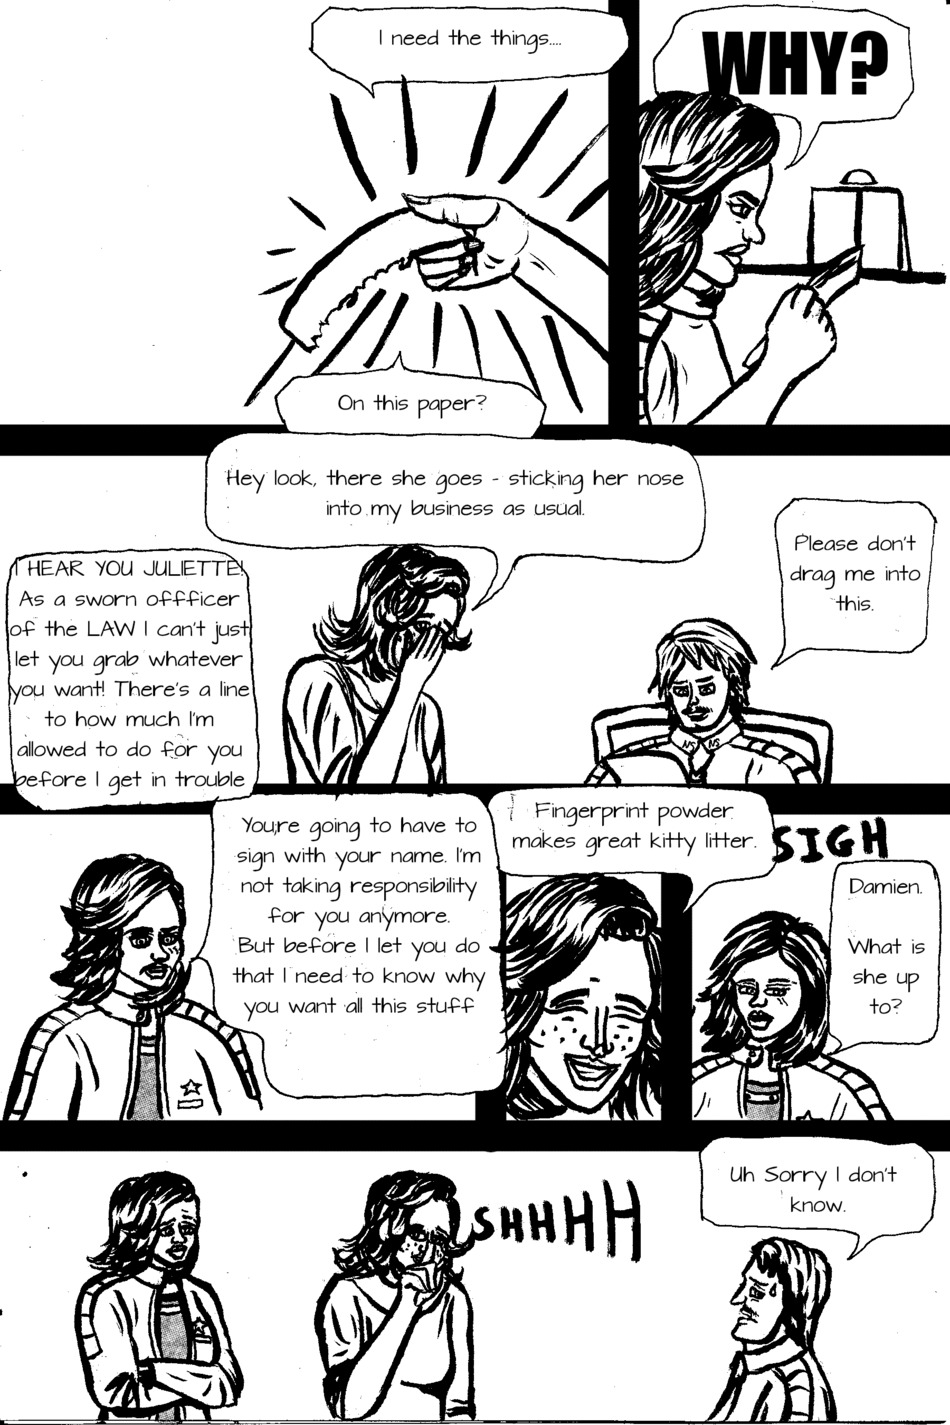 I need the things....
WHY?
On this paper?
Hey look, there she goes - sticking her nose
into my business as usual.
Please don't
drag me into
this.
I HEAR YOU JULIETTE!
As a sworn offficer
of the LAW I can't just
let you grab whatever
you want! There's a line
to how much I'm
allowed to do for you
before I get in trouble
NS NS
You;re going to have to
sign with your name. I'm
not taking responsibility
for you anymore.
But before I let you do
that I need to know why
you want all this stuff
Fingerprint powder
makes great kitty litter.
SIGH
Damien.
What is
she up
to?
SHHHHH
Uh Sorry I don't
know.